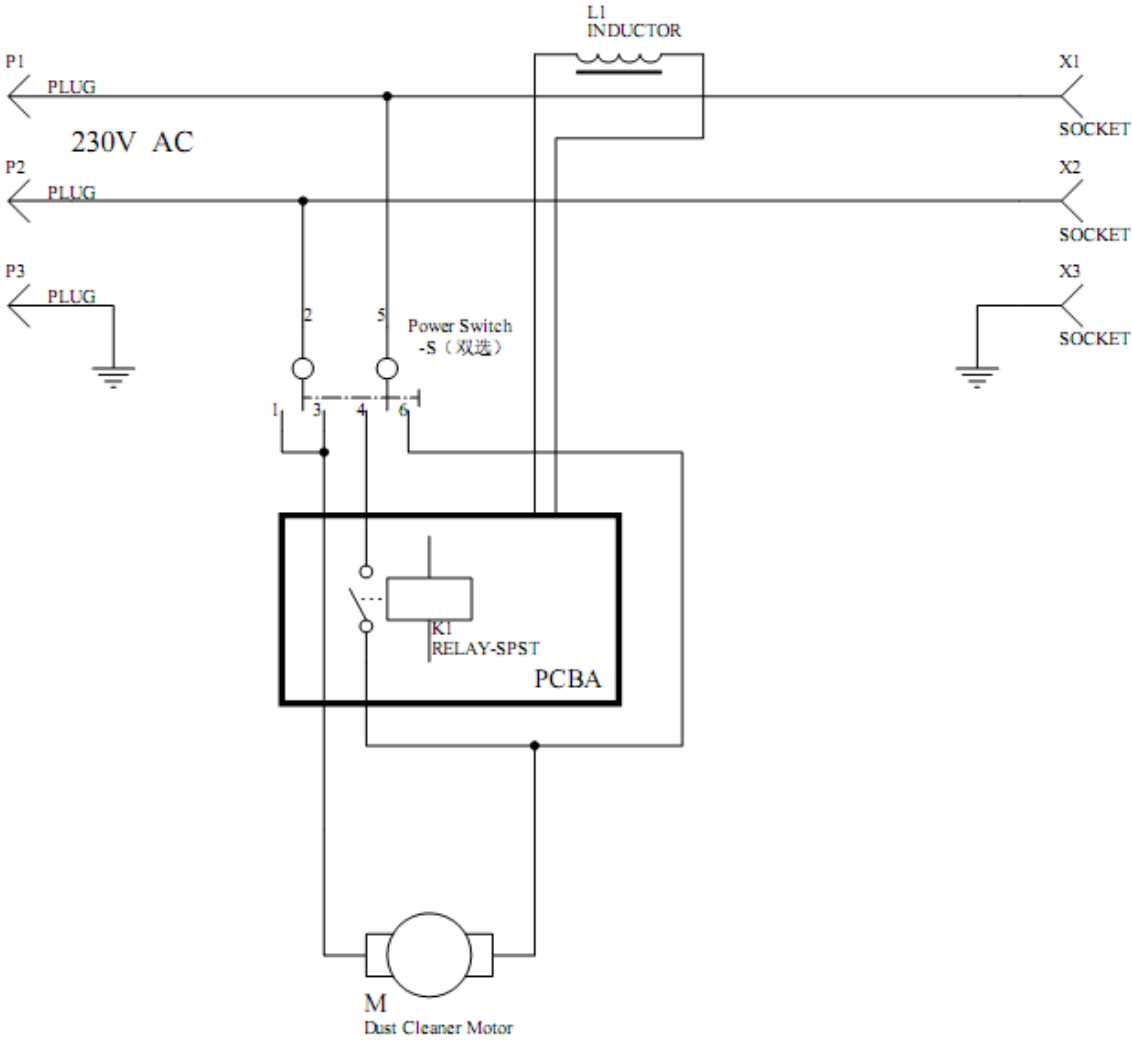 L1
INDUCTOR
P1
PLUG
X1
SOCKET
230V AC
P2
PLUG
X2
SOCKET
P3
PLUG
X3
SOCKET
2
5
Power Switch
-S（双选）
1
3
4
6
K1
RELAY-SPST
PCBA
M
Dust Cleaner Motor